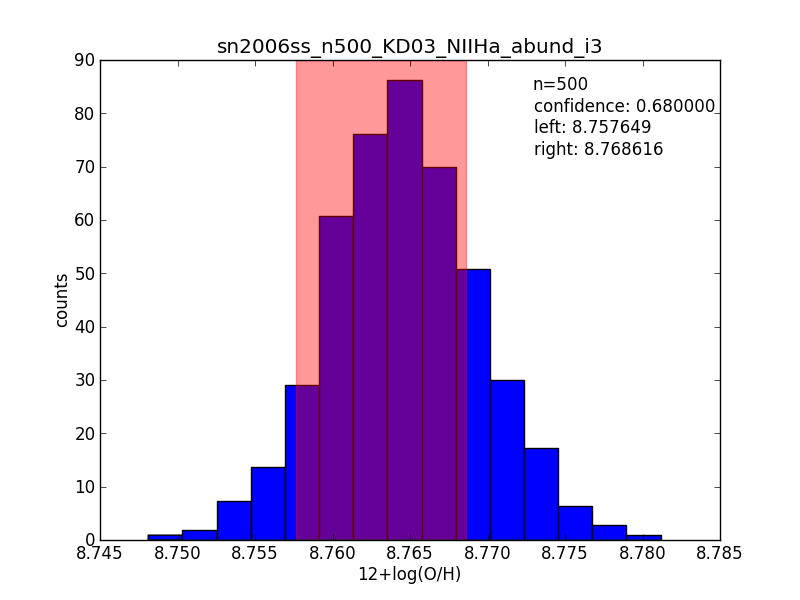 sn2006ss_n500_KD03_NIIHa_abund_i3
n=500
confidence: 0.680000
left: 8.757649
right: 8.768616
90
80
70
60
50
40
30
20
10
0
counts
8.745 8.750 8.755 8.760 8.765 8.770 8.775 8.780 8.785
12+log(O/H)